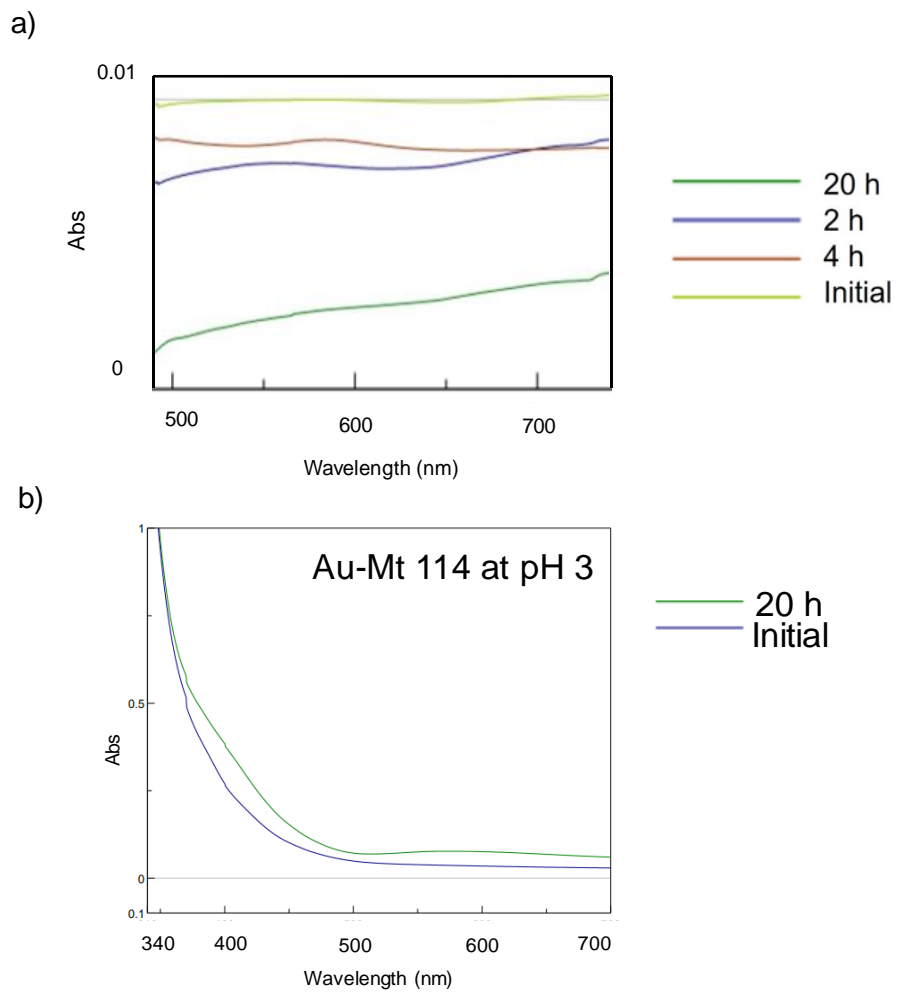 a)
0.01
Abs
0
500 600 700
Wavelength (nm)
20 h
2 h
4 h
Initial
b)
1
Au-Mt 114 at pH 3
0.5
Abs
0
0.1
340 400 500 600 700
Wavelength (nm)
20 h
Initial